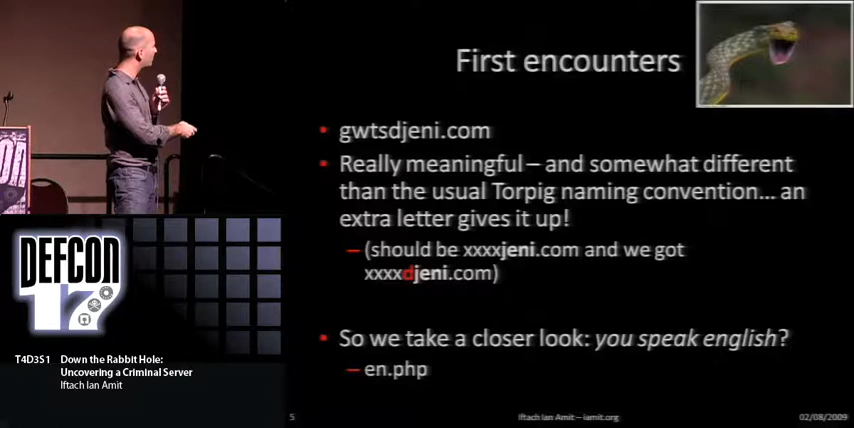 First encounters
• gwtsdjeni.com
• Really meaningful – and somewhat different
than the usual Torpig naming convention... an
extra letter gives it up!
– (should be xxxxjeni.com and we got
xxxxdjeni.com)
• So we take a closer look: you speak english?
– en.php
5
Iftach Ian Amit – iamit.org
02/08/2009
DEFCON
17
T4D3S1
Down the Rabbit Hole:
Uncovering a Criminal Server
Iftach Ian Amit